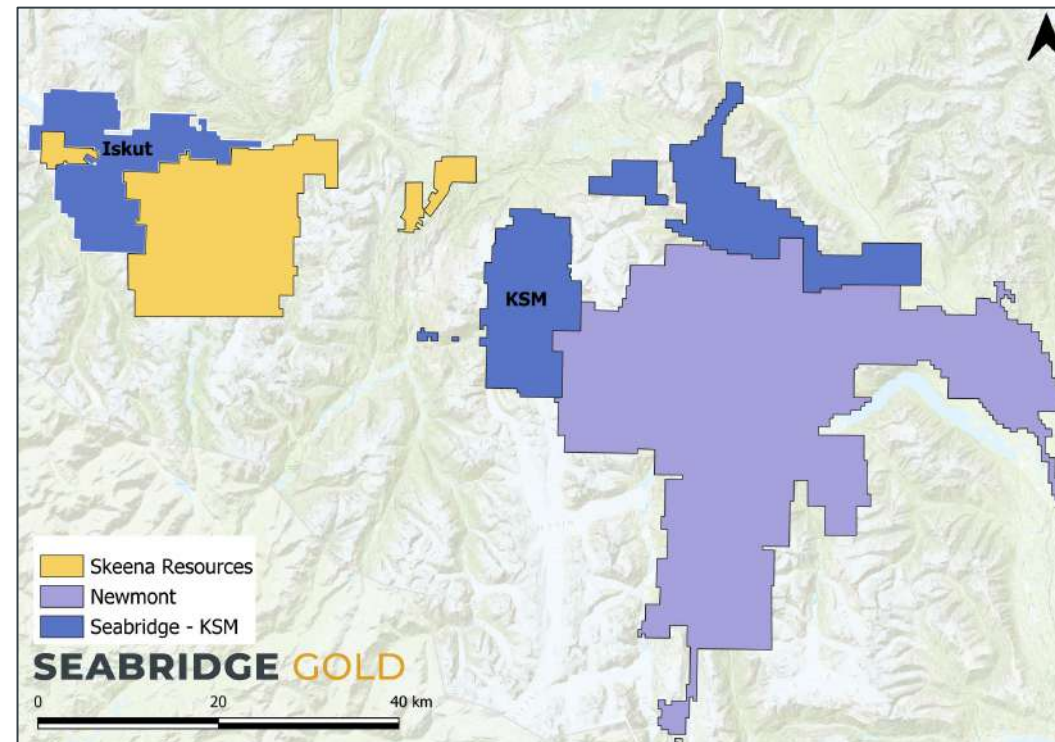 Iskut
KSM
Skeena Resources
Newmont
Seabridge - KSM
SEABRIDGE GOLD
0 20 40 km